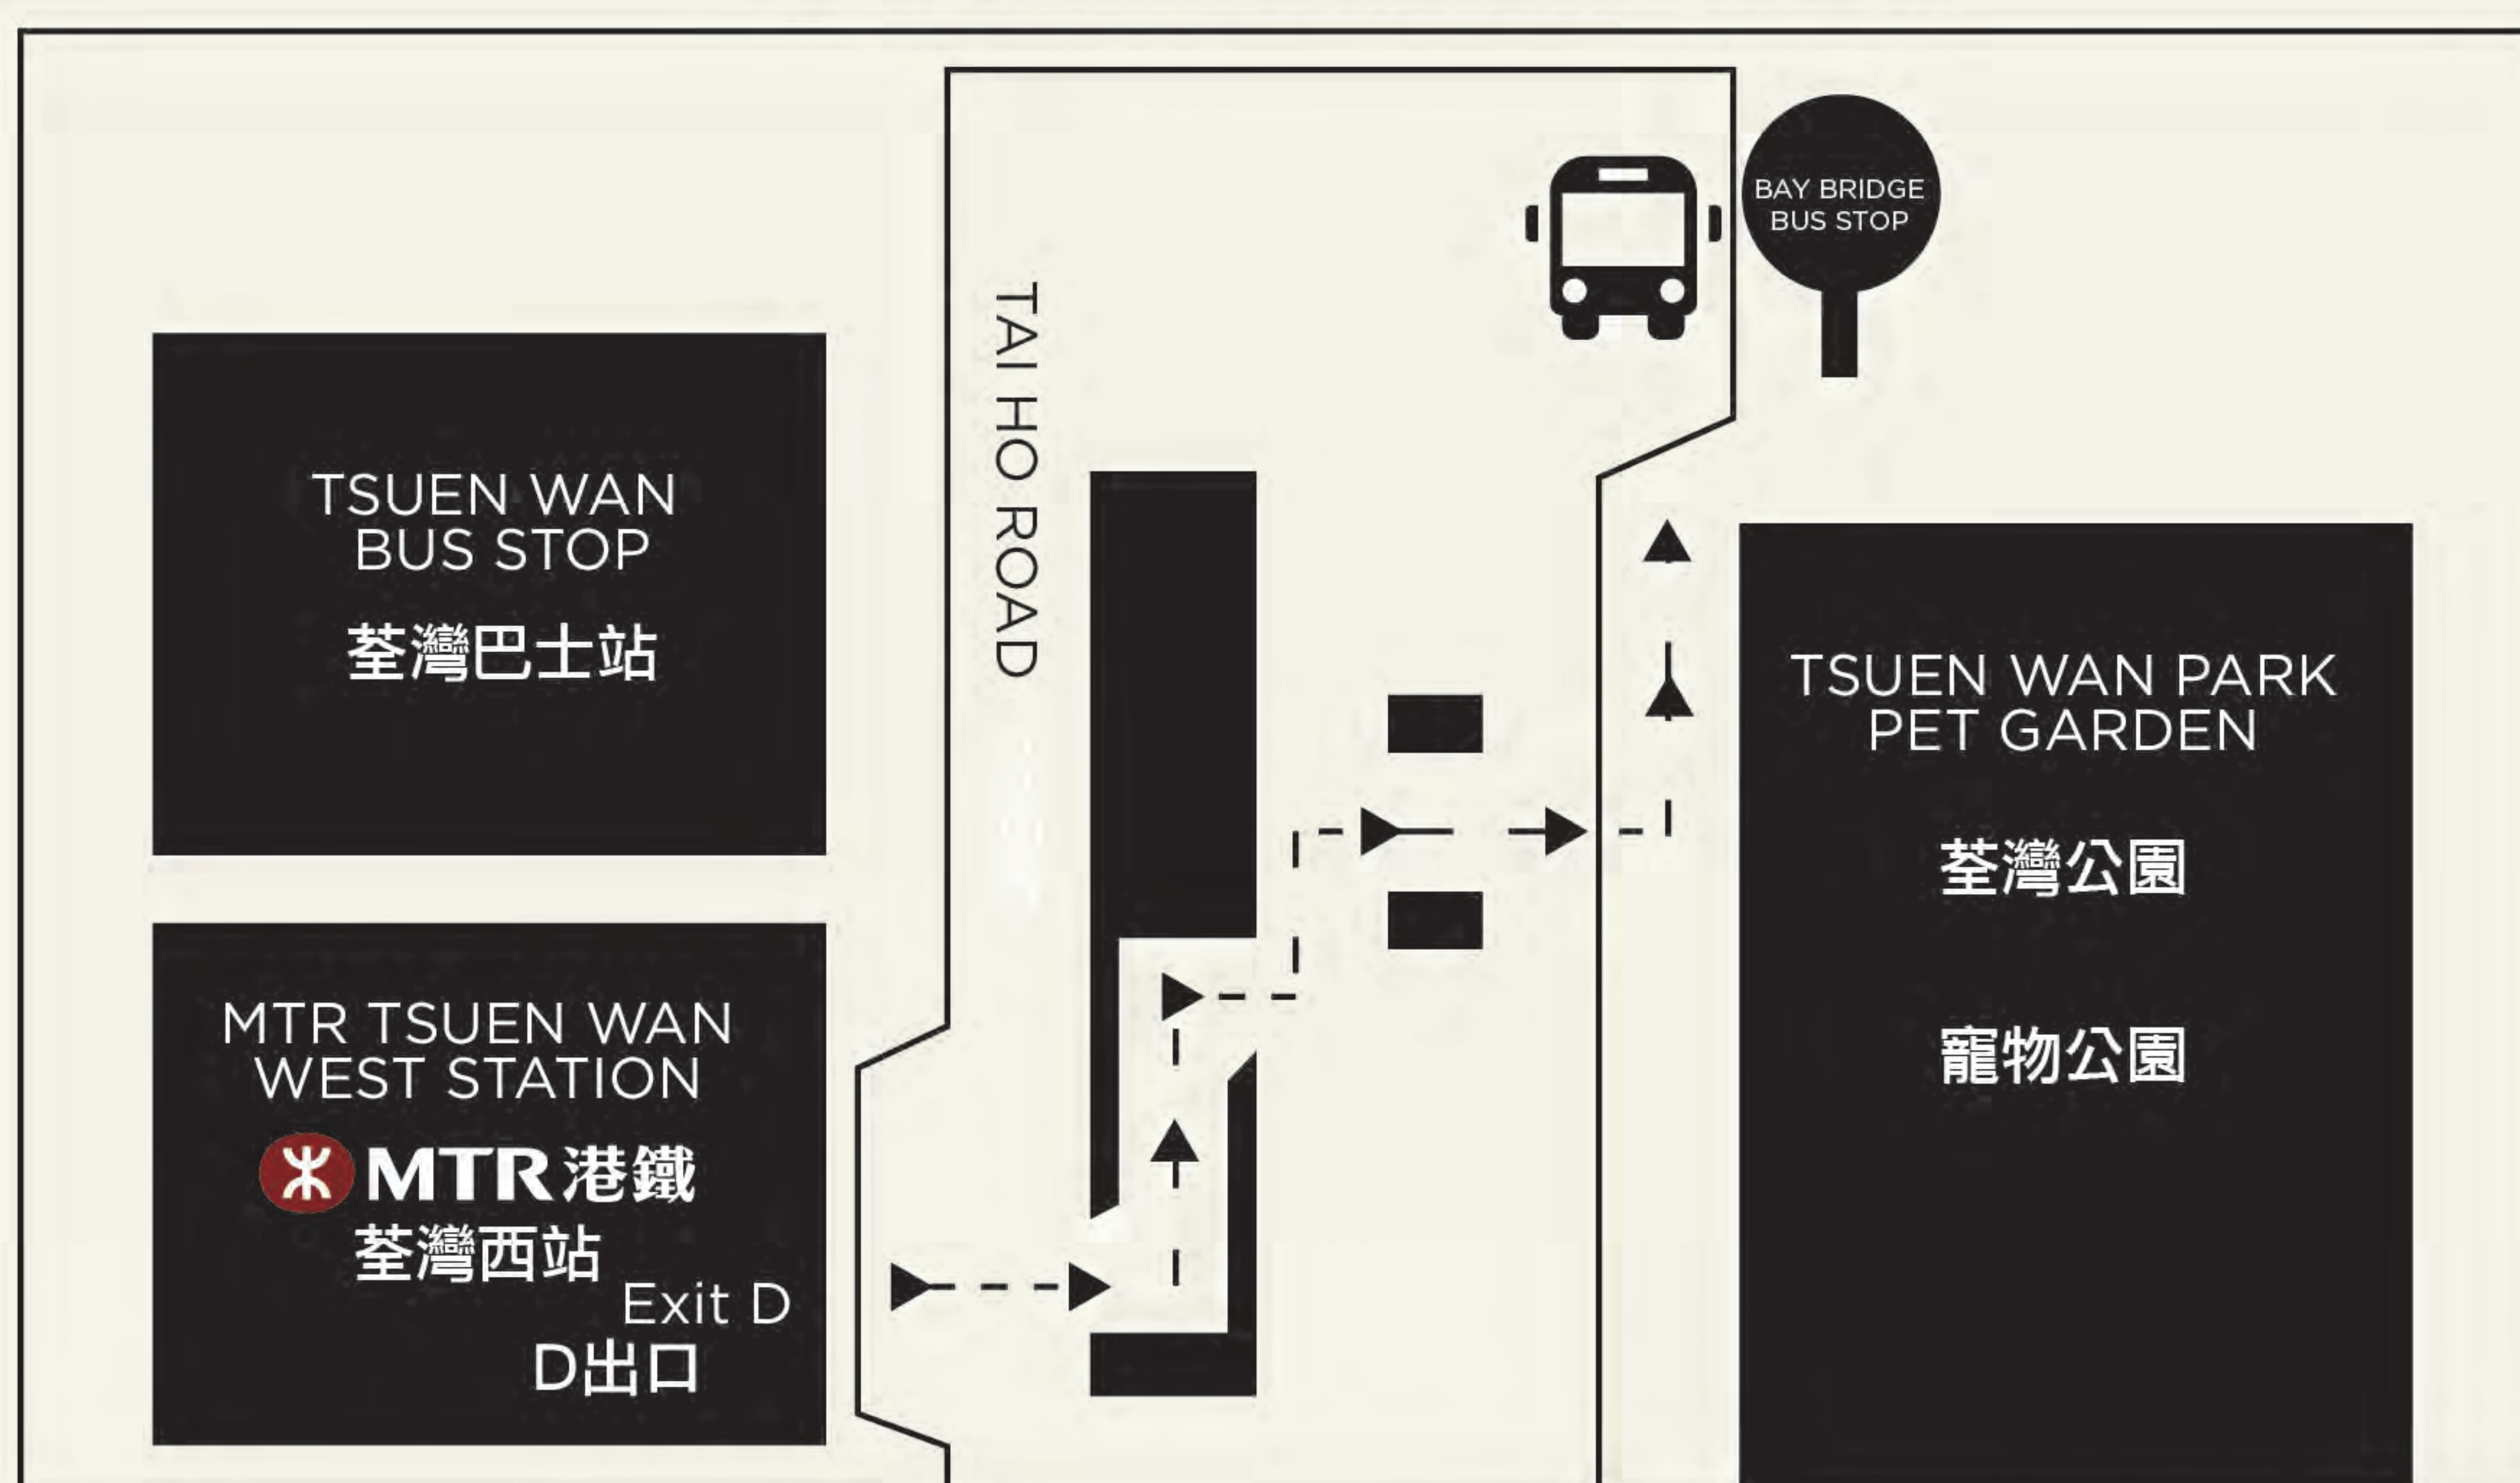 BAY BRIDGE
BUS STOP
TAI HO ROAD
TSUEN WAN
BUS STOP
荃灣巴士站
TSUEN WAN PARK
PET GARDEN
荃灣公園
寵物公園
MTR TSUEN WAN
WEST STATION
MTR港鐵
荃灣西站
Exit D
D出口